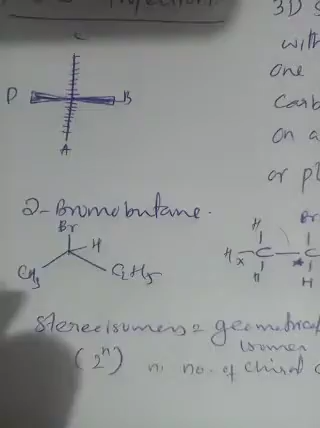 Projection
3D
with
one
C
carb
D B
on a
A
or pl
2-Bromobutane.
Br
H
CH3 C2H5
Br
H
H x C C
*
H H
Stereoisomers = geometrical
isomer
(2^n) n: no. of chiral